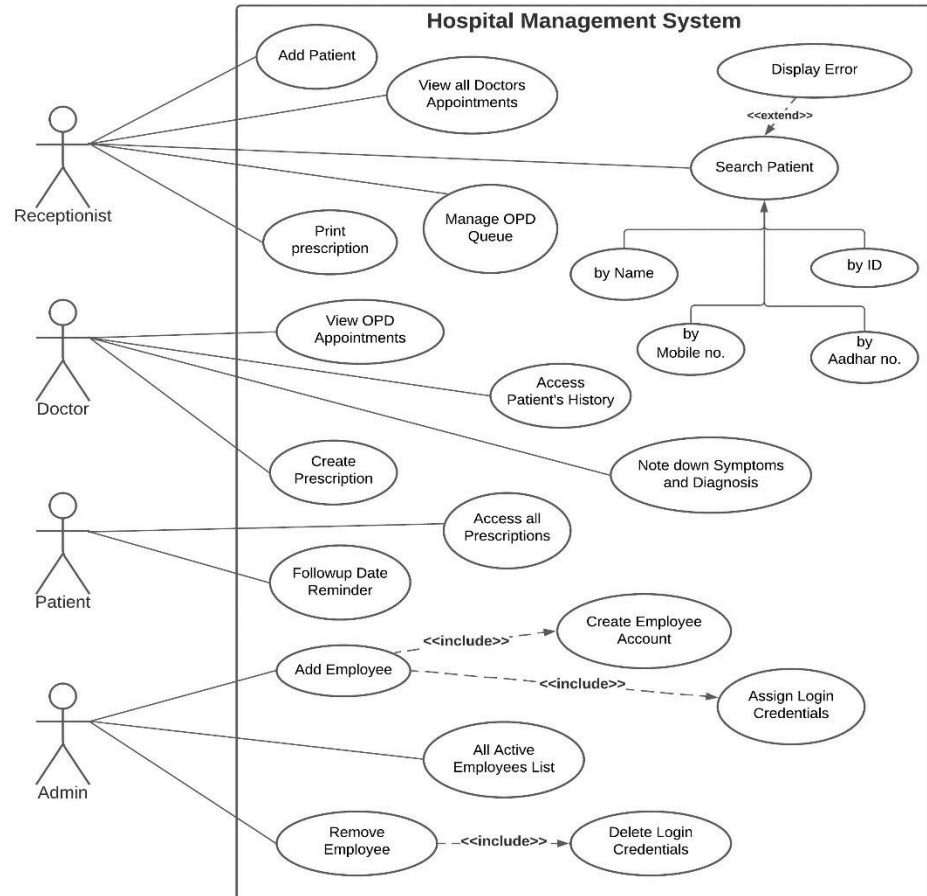 Hospital Management System
Add Patient
View all Doctors
Appointments
Display Error
<<extend>>
Search Patient
Receptionist
Print
prescription
Manage OPD
Queue
by Name
by ID
by
Mobile no.
by
Aadhar no.
View OPD
Appointments
Doctor
Access
Patient's History
Create
Prescription
Note down Symptoms
and Diagnosis
Access all
Prescriptions
Patient
Followup Date
Reminder
<<include>>
Create Employee
Account
Add Employee
<<include>>
Assign Login
Credentials
All Active
Employees List
Admin
Remove
Employee
<<include>>
Delete Login
Credentials